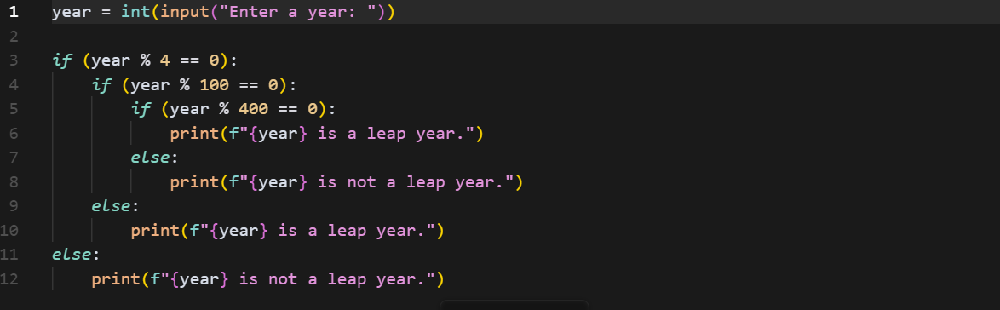 1 year = int(input("Enter a year: "))
2
3 if (year % 4 == 0):
4     if (year % 100 == 0):
5         if (year % 400 == 0):
6             print(f"{year} is a leap year.")
7         else:
8             print(f"{year} is not a leap year.")
9     else:
10         print(f"{year} is a leap year.")
11 else:
12     print(f"{year} is not a leap year.")